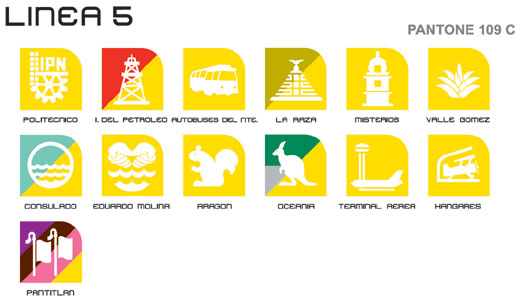 LINEA 5
PANTONE 109 C
IPN
POLITECNICO
I. DEL PETROLEO
AUTOBUSES DEL NTE.
LA RAZA
MISTERIOS
VALLE GOMEZ
CONSULADO
EDUARDO MOLINA
ARAGON
OCEANIA
TERMINAL AEREA
HANGARES
PANTITLAN